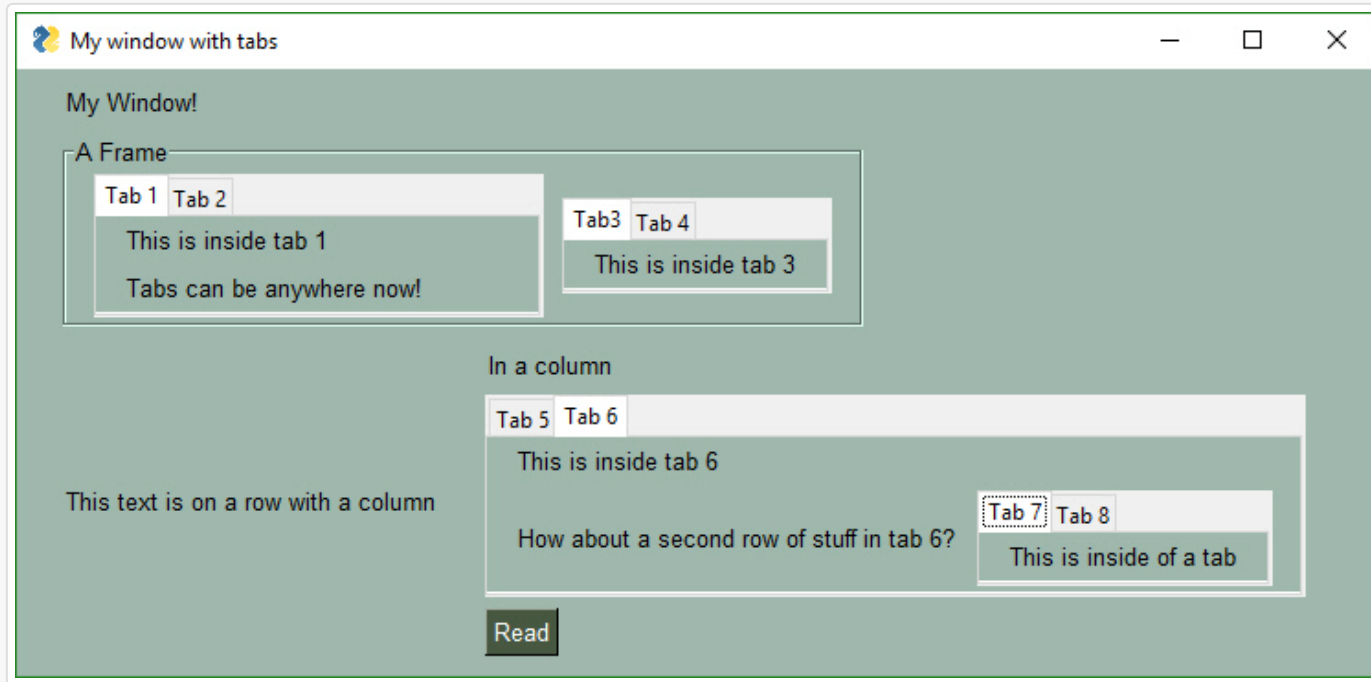 My window with tabs
My Window!
A Frame
Tab 1 Tab 2
This is inside tab 1
Tabs can be anywhere now!
Tab3 Tab 4
This is inside tab 3
In a column
This text is on a row with a column
Tab 5 Tab 6
This is inside tab 6
How about a second row of stuff in tab 6?
Tab 7 Tab 8
This is inside of a tab
Read